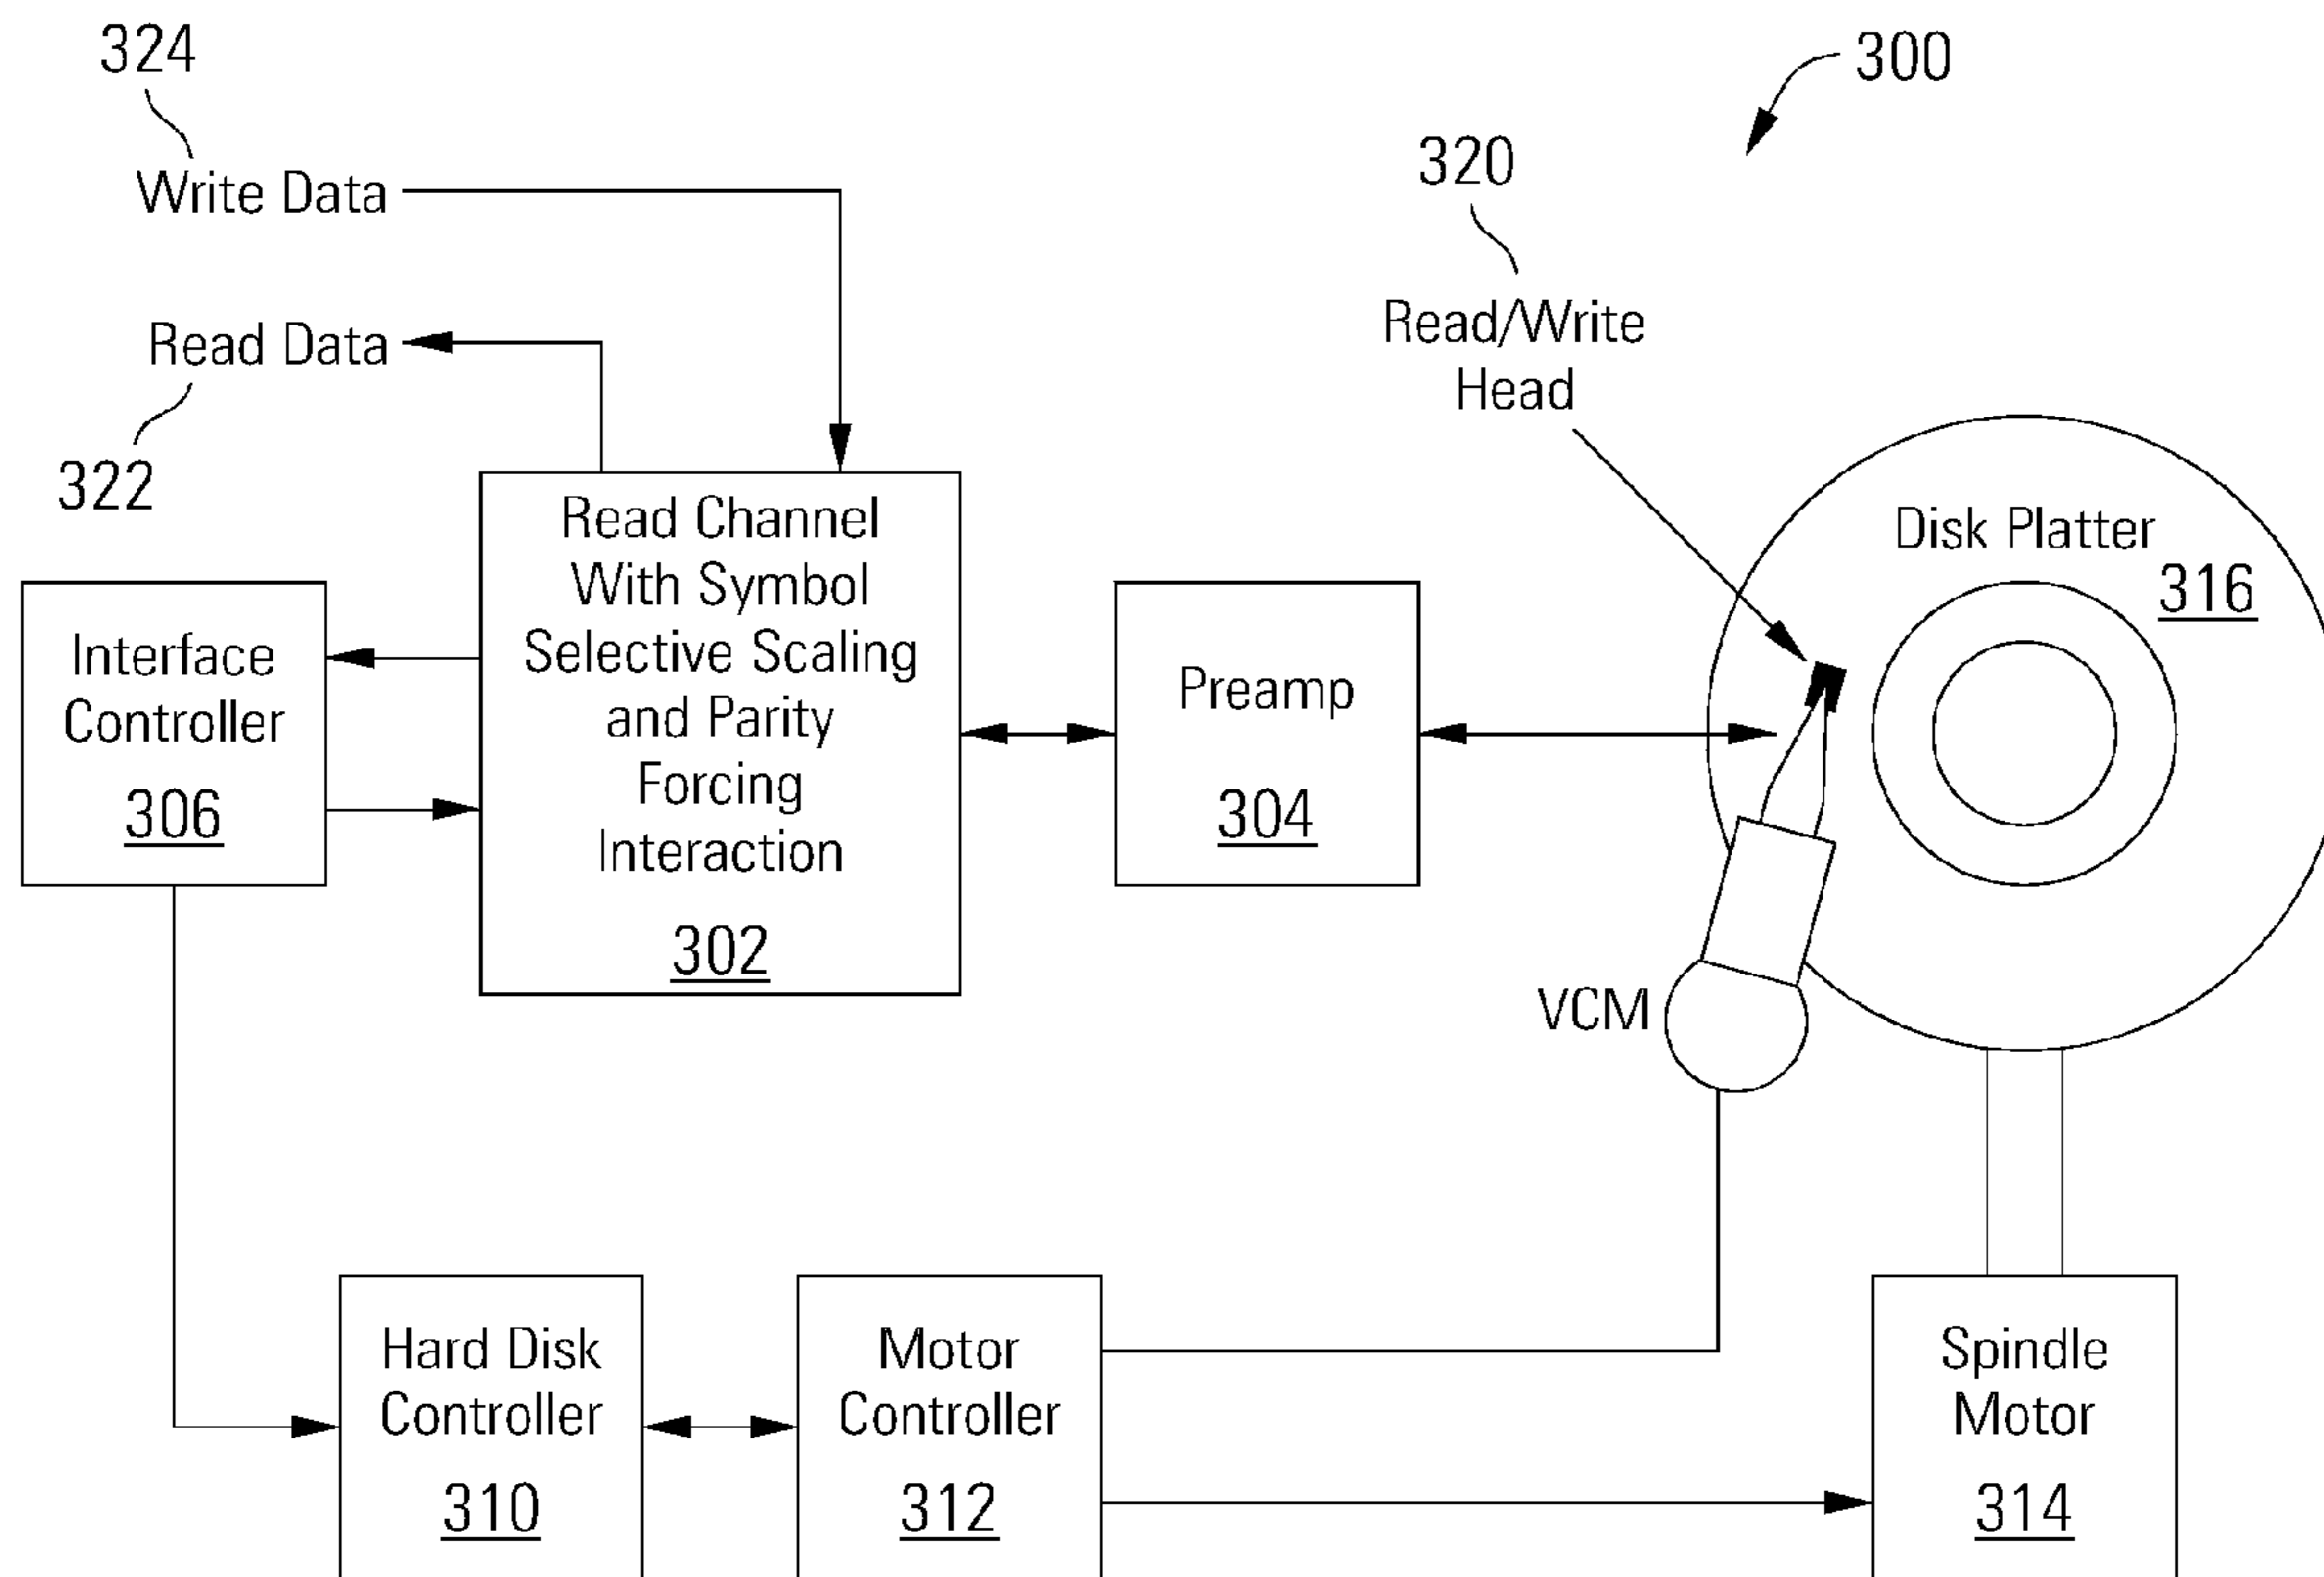 324
300
Write Data
320
Read/Write
Head
Read Data
322
Read Channel
With Symbol
Selective Scaling
and Parity
Forcing
Interaction
302
Disk Platter
316
Interface
Controller
306
Preamp
304
VCM
Hard Disk
Controller
310
Motor
Controller
312
Spindle
Motor
314